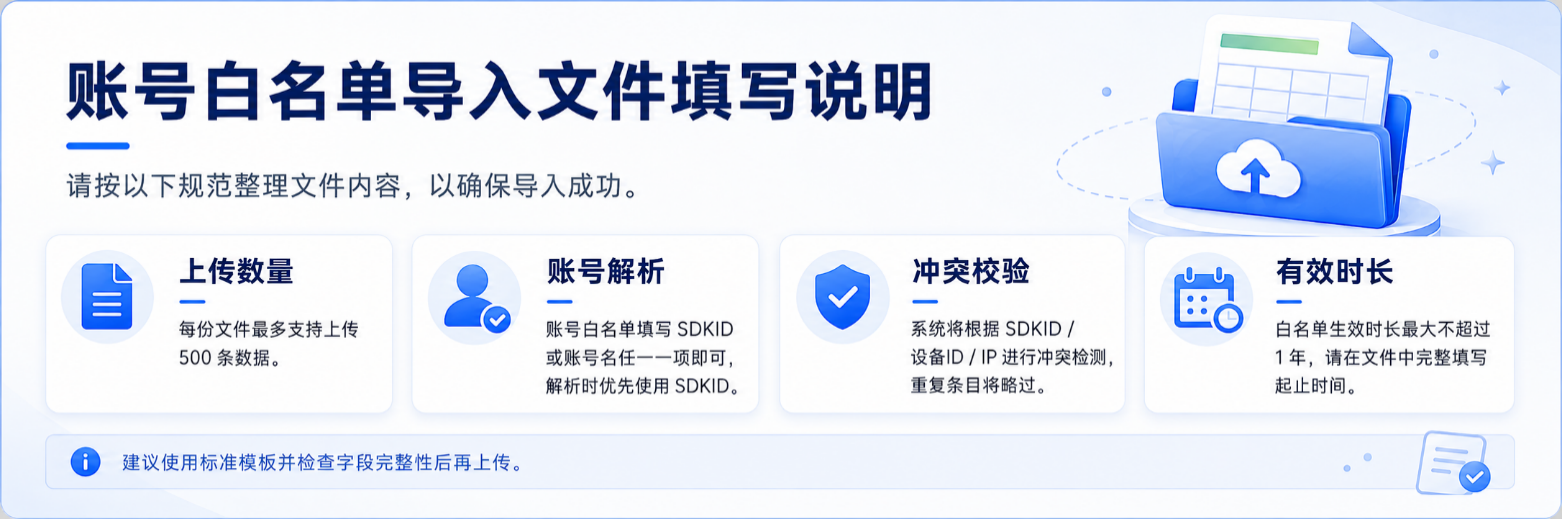 账号白名单导入文件填写说明
请按以下规范整理文件内容，以确保导入成功。
上传数量
每份文件最多支持上传
500 条数据。
账号解析
账号白名单填写 SDKID
或账号名任一一项即可，
解析时优先使用 SDKID。
冲突校验
系统将根据 SDKID /
设备ID / IP 进行冲突检测，
重复条目将略过。
有效时长
白名单生效时长最大不超过
1 年，请在文件中完整填写
起止时间。
建议使用标准模板并检查字段完整性后再上传。